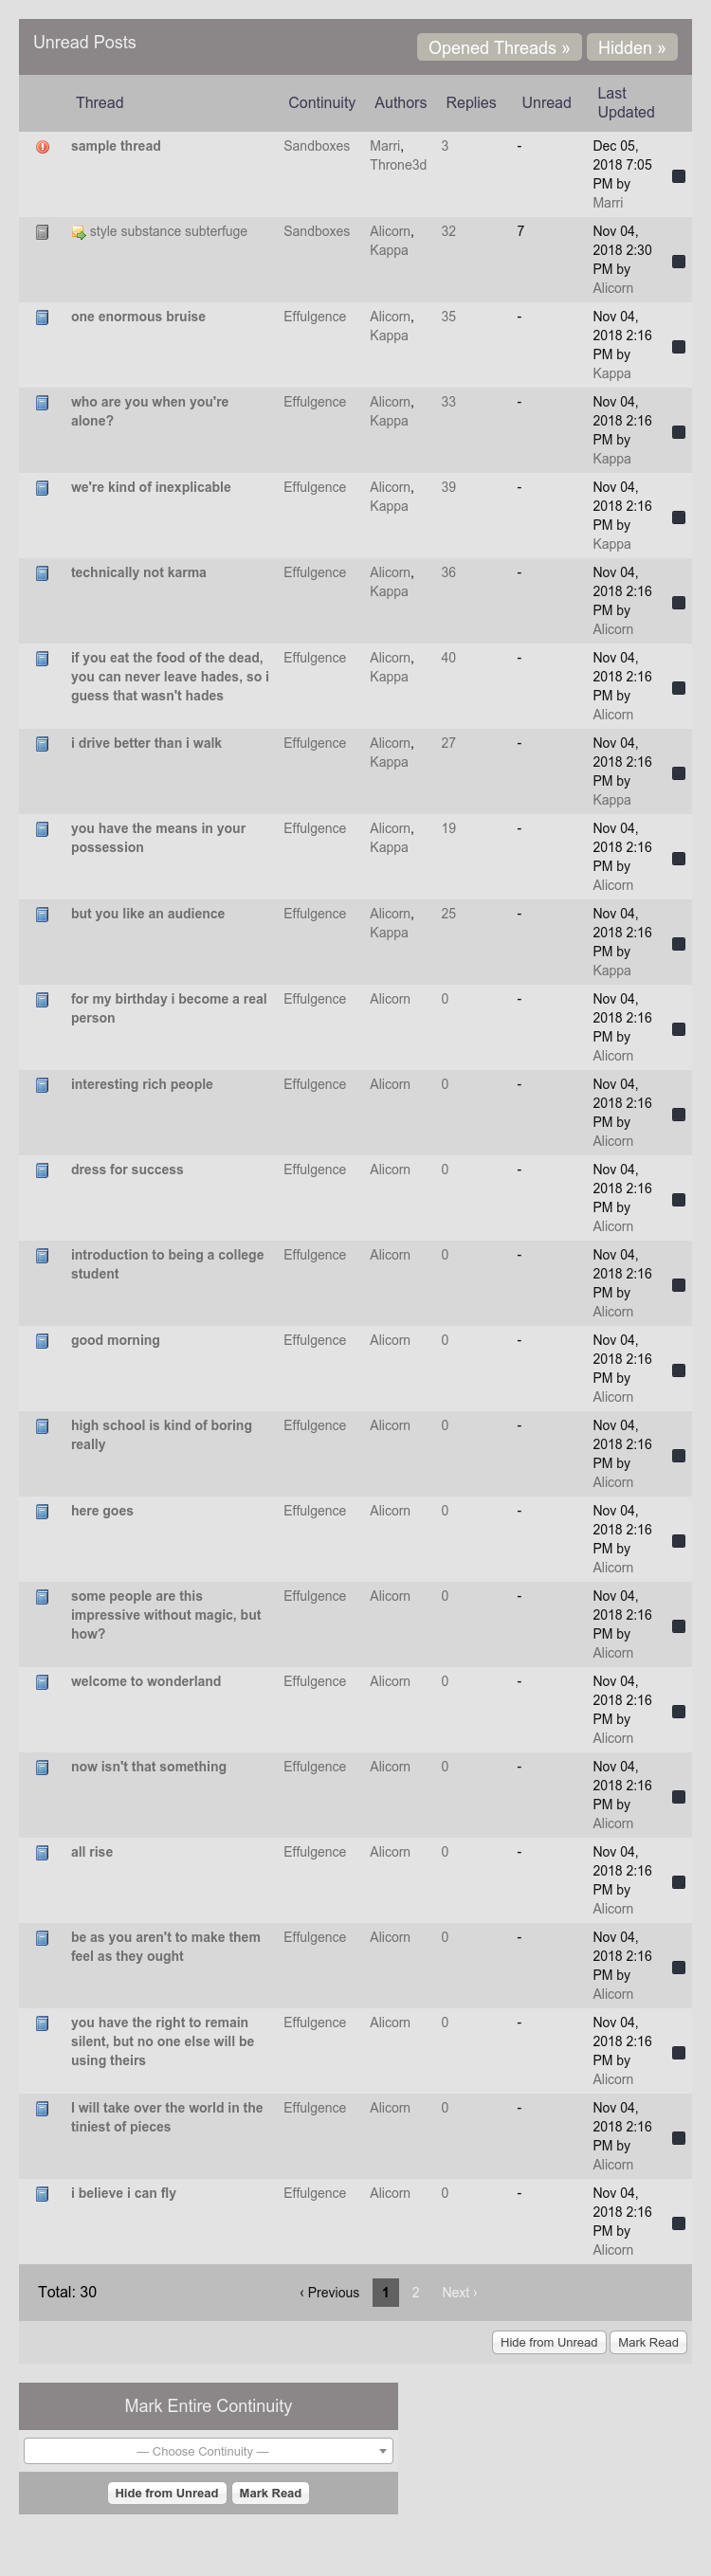 Unread Posts Opened Threads » Hidden »
Thread Continuity Authors Replies Unread Last
Updated
sample thread Sandboxes Marri, 3 - Dec 05,
Throne3d 2018 7:05
PM by
Marri
style substance subterfuge Sandboxes Alicorn, 32 7 Nov 04,
Kappa 2018 2:30
PM by
Alicorn
one enormous bruise Effulgence Alicorn, 35 - Nov 04,
Kappa 2018 2:16
PM by
Kappa
who are you when you're Effulgence Alicorn, 33 - Nov 04,
alone? Kappa 2018 2:16
PM by
Kappa
we're kind of inexplicable Effulgence Alicorn, 39 - Nov 04,
Kappa 2018 2:16
PM by
Kappa
technically not karma Effulgence Alicorn, 36 - Nov 04,
Kappa 2018 2:16
PM by
Alicorn
if you eat the food of the dead, Effulgence Alicorn, 40 - Nov 04,
you can never leave hades, so i Kappa 2018 2:16
guess that wasn't hades PM by
Alicorn
i drive better than i walk Effulgence Alicorn, 27 - Nov 04,
Kappa 2018 2:16
PM by
Kappa
you have the means in your Effulgence Alicorn, 19 - Nov 04,
possession Kappa 2018 2:16
PM by
Alicorn
but you like an audience Effulgence Alicorn, 25 - Nov 04,
Kappa 2018 2:16
PM by
Kappa
for my birthday i become a real Effulgence Alicorn 0 - Nov 04,
person 2018 2:16
PM by
Alicorn
interesting rich people Effulgence Alicorn 0 - Nov 04,
2018 2:16
PM by
Alicorn
dress for success Effulgence Alicorn 0 - Nov 04,
2018 2:16
PM by
Alicorn
introduction to being a college Effulgence Alicorn 0 - Nov 04,
student 2018 2:16
PM by
Alicorn
good morning Effulgence Alicorn 0 - Nov 04,
2018 2:16
PM by
Alicorn
high school is kind of boring Effulgence Alicorn 0 - Nov 04,
really 2018 2:16
PM by
Alicorn
here goes Effulgence Alicorn 0 - Nov 04,
2018 2:16
PM by
Alicorn
some people are this Effulgence Alicorn 0 - Nov 04,
impressive without magic, but 2018 2:16
how? PM by
Alicorn
welcome to wonderland Effulgence Alicorn 0 - Nov 04,
2018 2:16
PM by
Alicorn
now isn't that something Effulgence Alicorn 0 - Nov 04,
2018 2:16
PM by
Alicorn
all rise Effulgence Alicorn 0 - Nov 04,
2018 2:16
PM by
Alicorn
be as you aren't to make them Effulgence Alicorn 0 - Nov 04,
feel as they ought 2018 2:16
PM by
Alicorn
you have the right to remain Effulgence Alicorn 0 - Nov 04,
silent, but no one else will be 2018 2:16
using theirs PM by
Alicorn
I will take over the world in the Effulgence Alicorn 0 - Nov 04,
tiniest of pieces 2018 2:16
PM by
Alicorn
i believe i can fly Effulgence Alicorn 0 - Nov 04,
2018 2:16
PM by
Alicorn
Total: 30 ‹ Previous 1 2 Next ›
Hide from Unread Mark Read
Mark Entire Continuity
— Choose Continuity —
Hide from Unread Mark Read